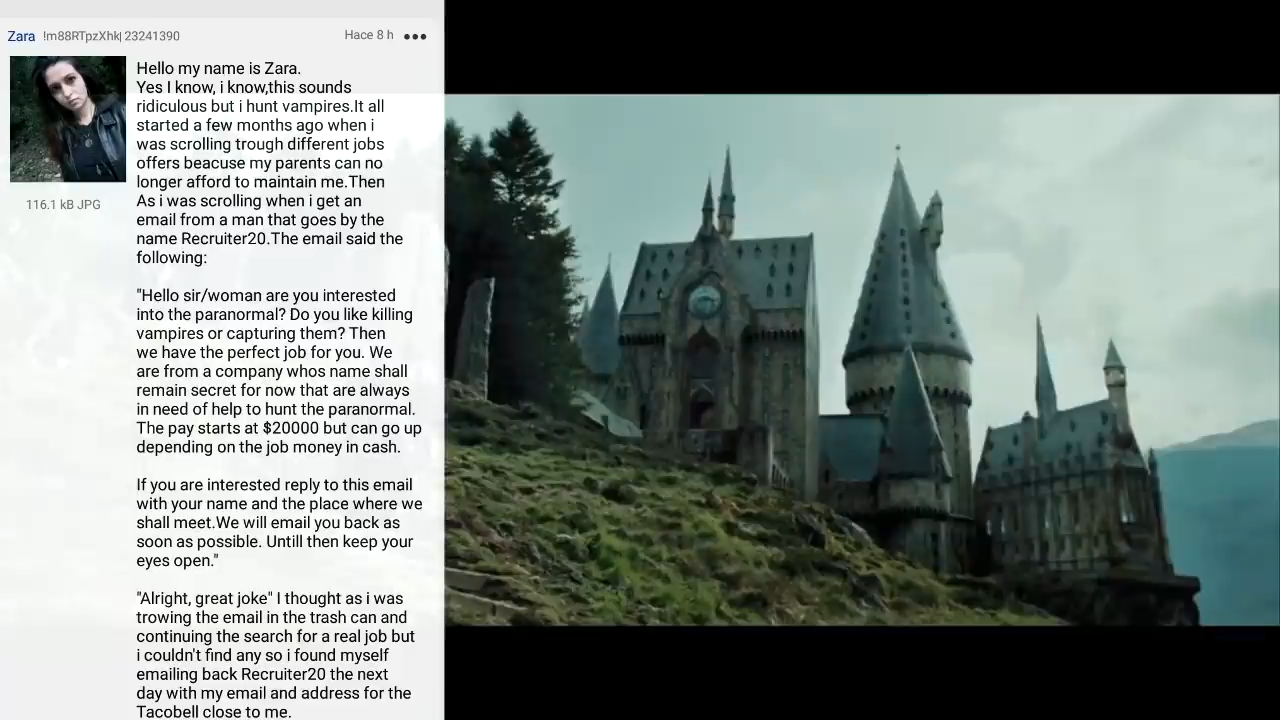 Zara !m88RTpzXhk| 23241390 Hace 8 h
Hello my name is Zara.
Yes I know, i know,this sounds
ridiculous but i hunt vampires.It all
started a few months ago when i
was scrolling trough different jobs
offers beacuse my parents can no
longer afford to maintain me.Then
As i was scrolling when i get an
email from a man that goes by the
name Recruiter20.The email said the
following:
116.1 kB JPG
"Hello sir/woman are you interested
into the paranormal? Do you like killing
vampires or capturing them? Then
we have the perfect job for you. We
are from a company whos name shall
remain secret for now that are always
in need of help to hunt the paranormal.
The pay starts at $20000 but can go up
depending on the job money in cash.
If you are interested reply to this email
with your name and the place where we
shall meet.We will email you back as
soon as possible. Untill then keep your
eyes open."
"Alright, great joke" I thought as i was
trowing the email in the trash can and
continuing the search for a real job but
i couldn't find any so i found myself
emailing back Recruiter20 the next
day with my email and address for the
Tacobell close to me.